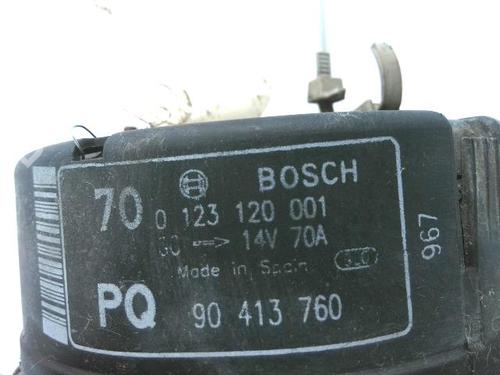 BOSCH
70 0 123 120 001
14V 70A
Made in Spain
PQ 90 413 760
967